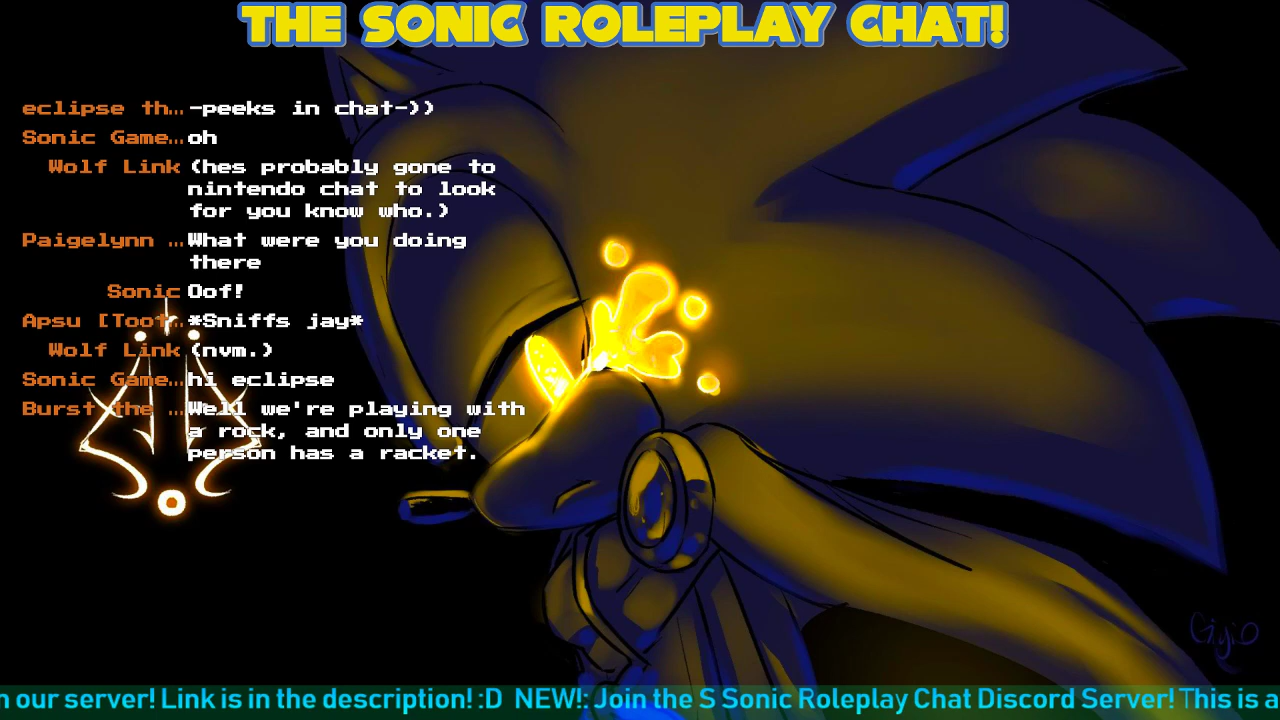 THE SONIC ROLEPLAY CHAT!
eclipse th… -peeks in chat-))
Sonic Game… oh
Wolf Link (hes probably gone to
nintendo chat to look
for you know who.)
Paigelynn … What were you doing
there
Sonic Oof!
Apsu [Toot… *Sniffs jay*
Wolf Link (nvm.)
Sonic Game… hi eclipse
Burst the … Well we're playing with
a rock, and only one
person has a racket.
n our server! Link is in the description! :D NEW!: Join the S Sonic Roleplay Chat Discord Server! This is a